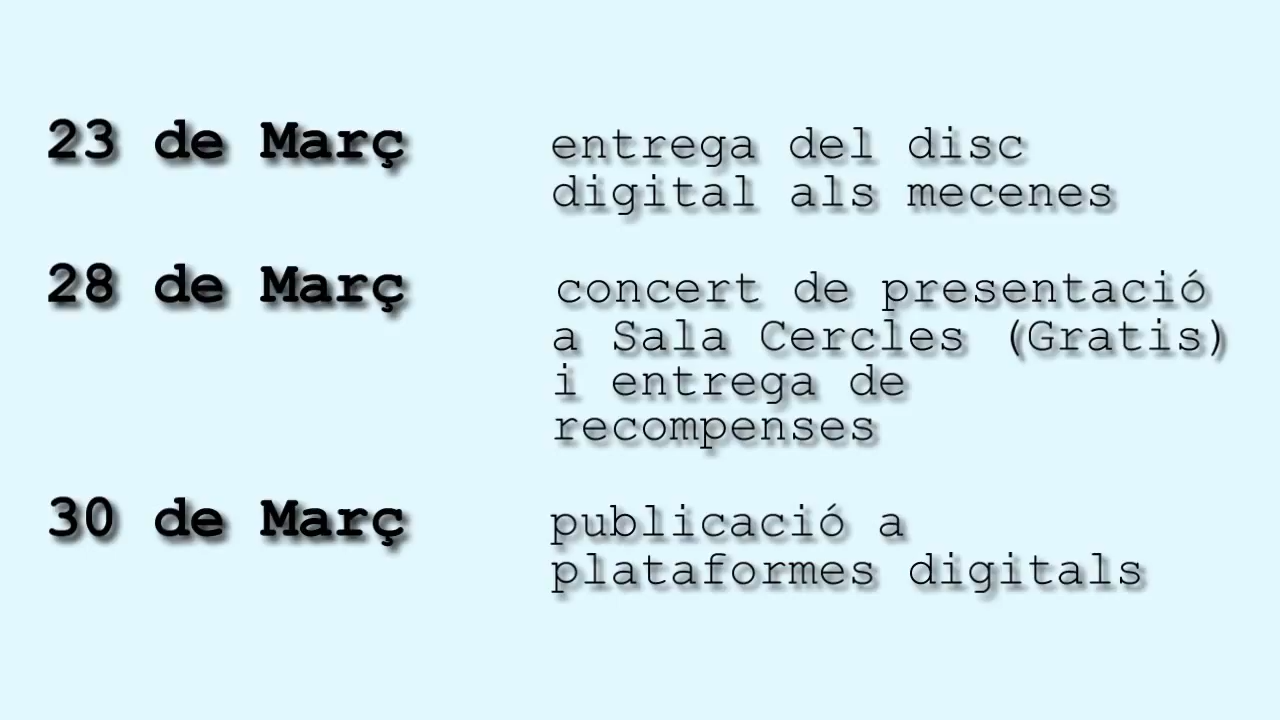 23 de Març
entrega del disc
digital als mecenes
28 de Març
concert de presentació
a Sala Cercles (Gratis)
i entrega de
recompenses
30 de Març
publicació a
plataformes digitals